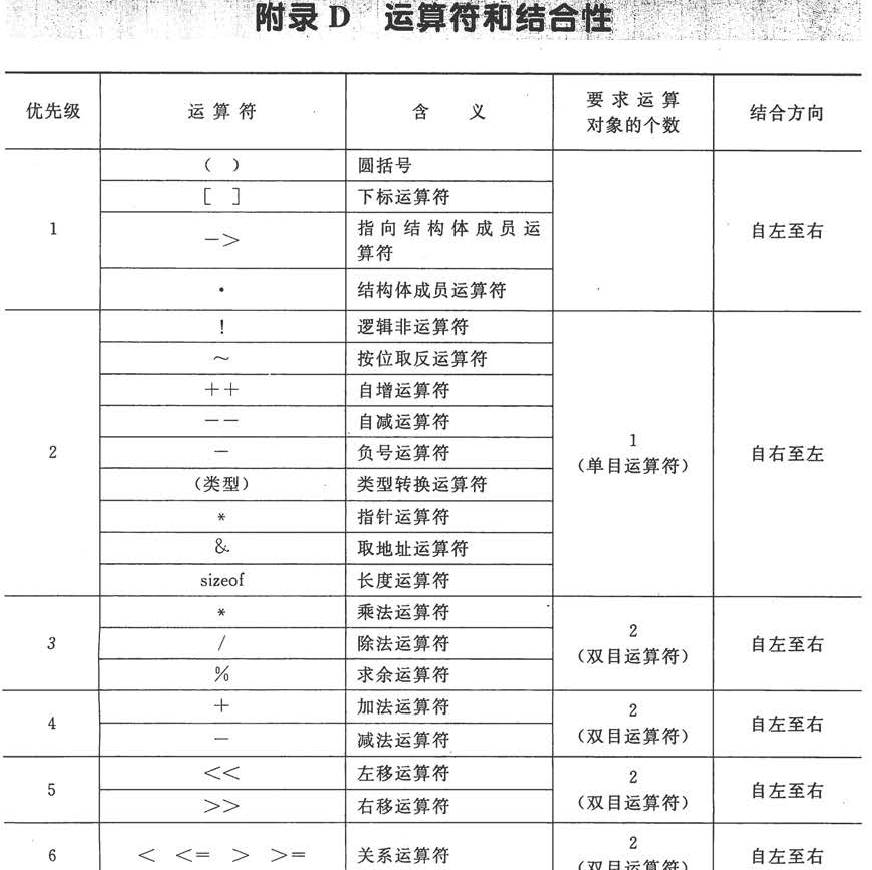 附录 D 运算符和结合性
优先级 运算符 含义 要求运算对象的个数 结合方向
1 ( ) 圆括号 自左至右
[ ] 下标运算符
-> 指向结构体成员运算符
· 结构体成员运算符
2 ! 逻辑非运算符 1（单目运算符） 自右至左
~ 按位取反运算符
++ 自增运算符
-- 自减运算符
- 负号运算符
（类型） 类型转换运算符
* 指针运算符
& 取地址运算符
sizeof 长度运算符
3 * 乘法运算符 2（双目运算符） 自左至右
/ 除法运算符
% 求余运算符
4 + 加法运算符 2（双目运算符） 自左至右
- 减法运算符
5 << 左移运算符 2（双目运算符） 自左至右
>> 右移运算符
6 < <= > >= 关系运算符 2（双目运算符） 自左至右